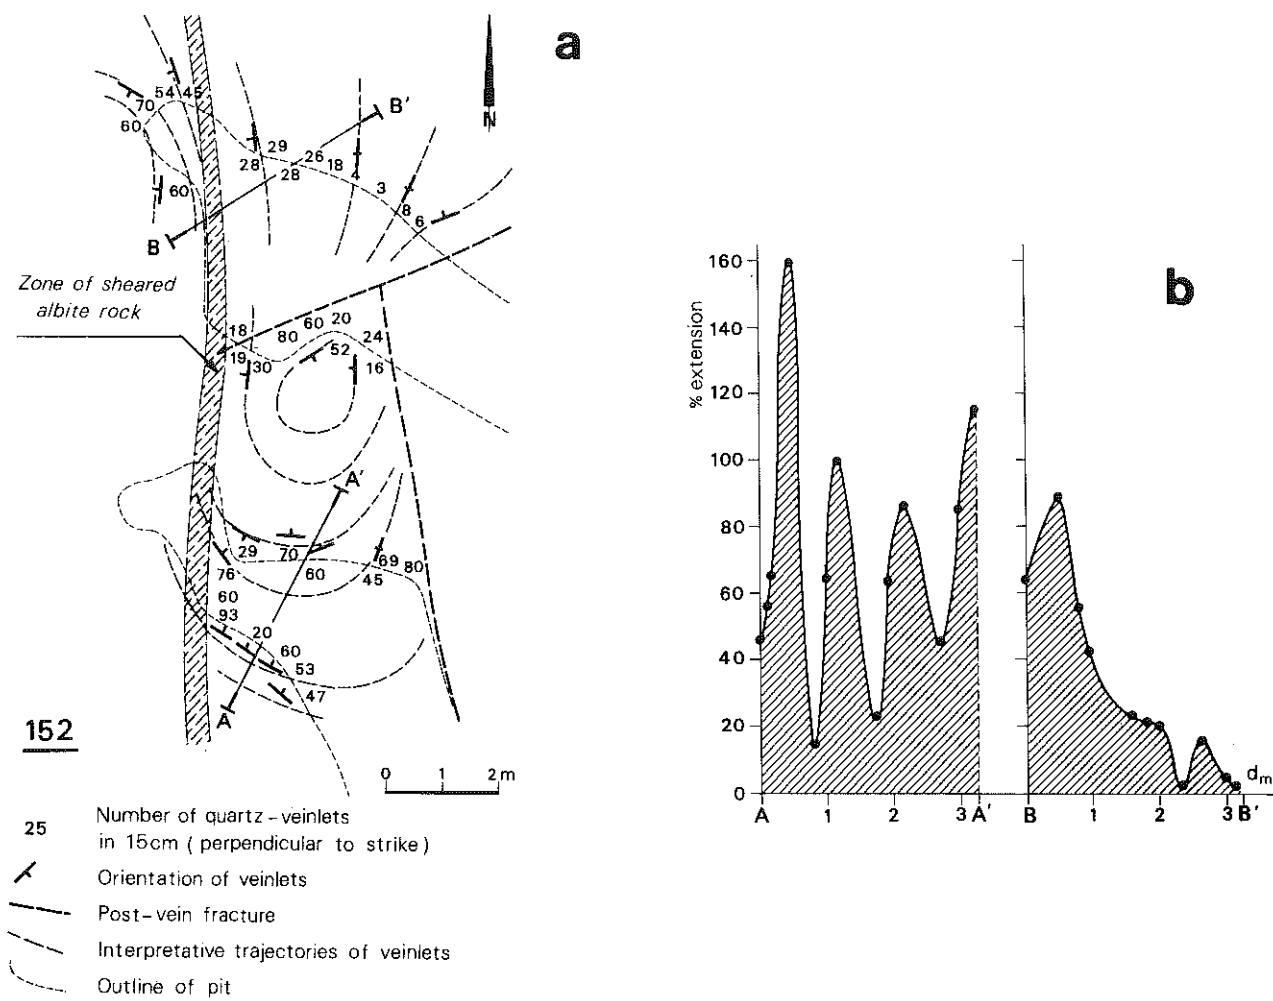 a
N
54 45
70
60
60
B'
29
28
26
18
28
4
3
8
6
B
Zone of sheared
albite rock
18
19
30
80
60
20
52
24
16
A'
29
70
76
60
69
80
45
60
93
20
60
53
47
A
152
0 1 2 m
25
Number of quartz-veinlets
in 15cm ( perpendicular to strike )
Orientation of veinlets
Post-vein fracture
Interpretative trajectories of veinlets
Outline of pit
b
% extension
160
140
120
100
80
60
40
20
0
dm
A 1 2 3 A' B 1 2 3 B'